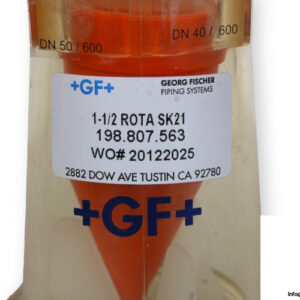 DN 50 / 600
DN 40 / 600
+GF+
GEORG FISCHER
PIPING SYSTEMS
1-1/2 ROTA SK21
198.807.563
WO# 20122025
2882 DOW AVE TUSTIN CA 92780
+GF+